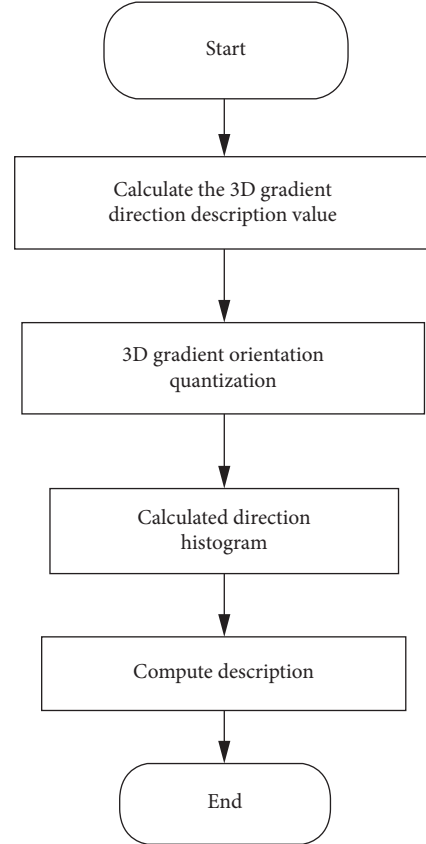 Start
Calculate the 3D gradient
direction description value
3D gradient orientation
quantization
Calculated direction
histogram
Compute description
End